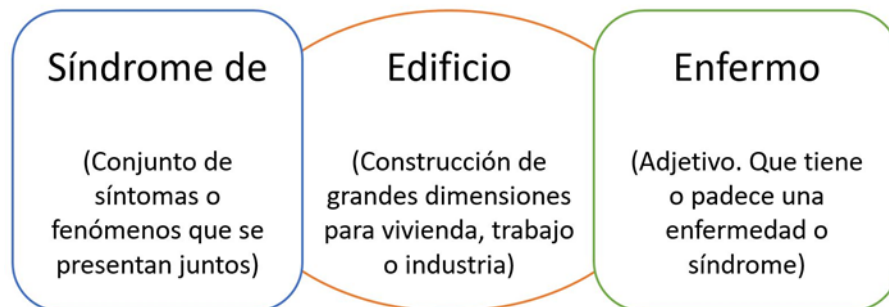 Síndrome de
(Conjunto de
síntomas o
fenómenos que se
presentan juntos)
Edificio
(Construcción de
grandes dimensiones
para vivienda, trabajo
o industria)
Enfermo
(Adjetivo. Que tiene
o padece una
enfermedad o
síndrome)